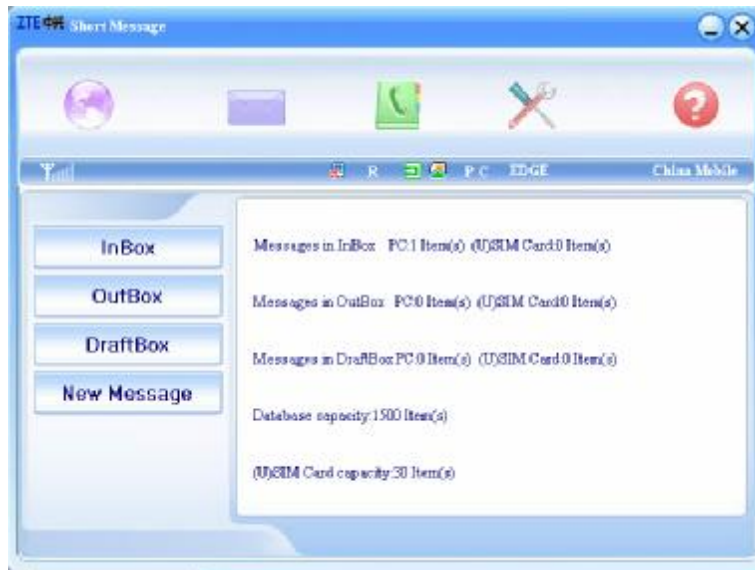 ZTE中兴 Short Message
R PC EDGE China Mobile
InBox
OutBox
DraftBox
New Message
Messages in InBox PC:1 Item(s) (U)SIM Card:0 Item(s)
Messages in OutBox PC:0 Item(s) (U)SIM Card:0 Item(s)
Messages in DraftBox PC:0 Item(s) (U)SIM Card:0 Item(s)
Database capacity:1500 Item(s)
(U)SIM Card capacity:30 Item(s)